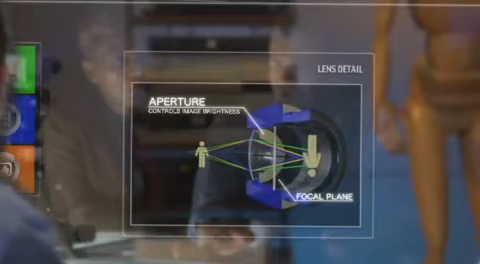 LENS DETAIL
APERTURE
CONTROLS IMAGE BRIGHTNESS
FOCAL PLANE